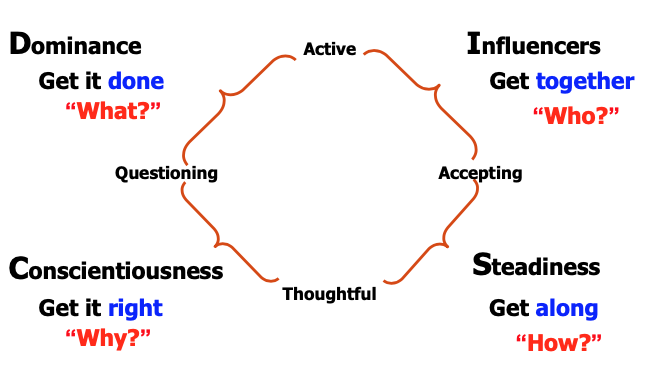 Dominance
Get it done
“What?”
Active
Influencers
Get together
“Who?”
Questioning
Accepting
Conscientiousness
Get it right
“Why?”
Thoughtful
Steadiness
Get along
“How?”